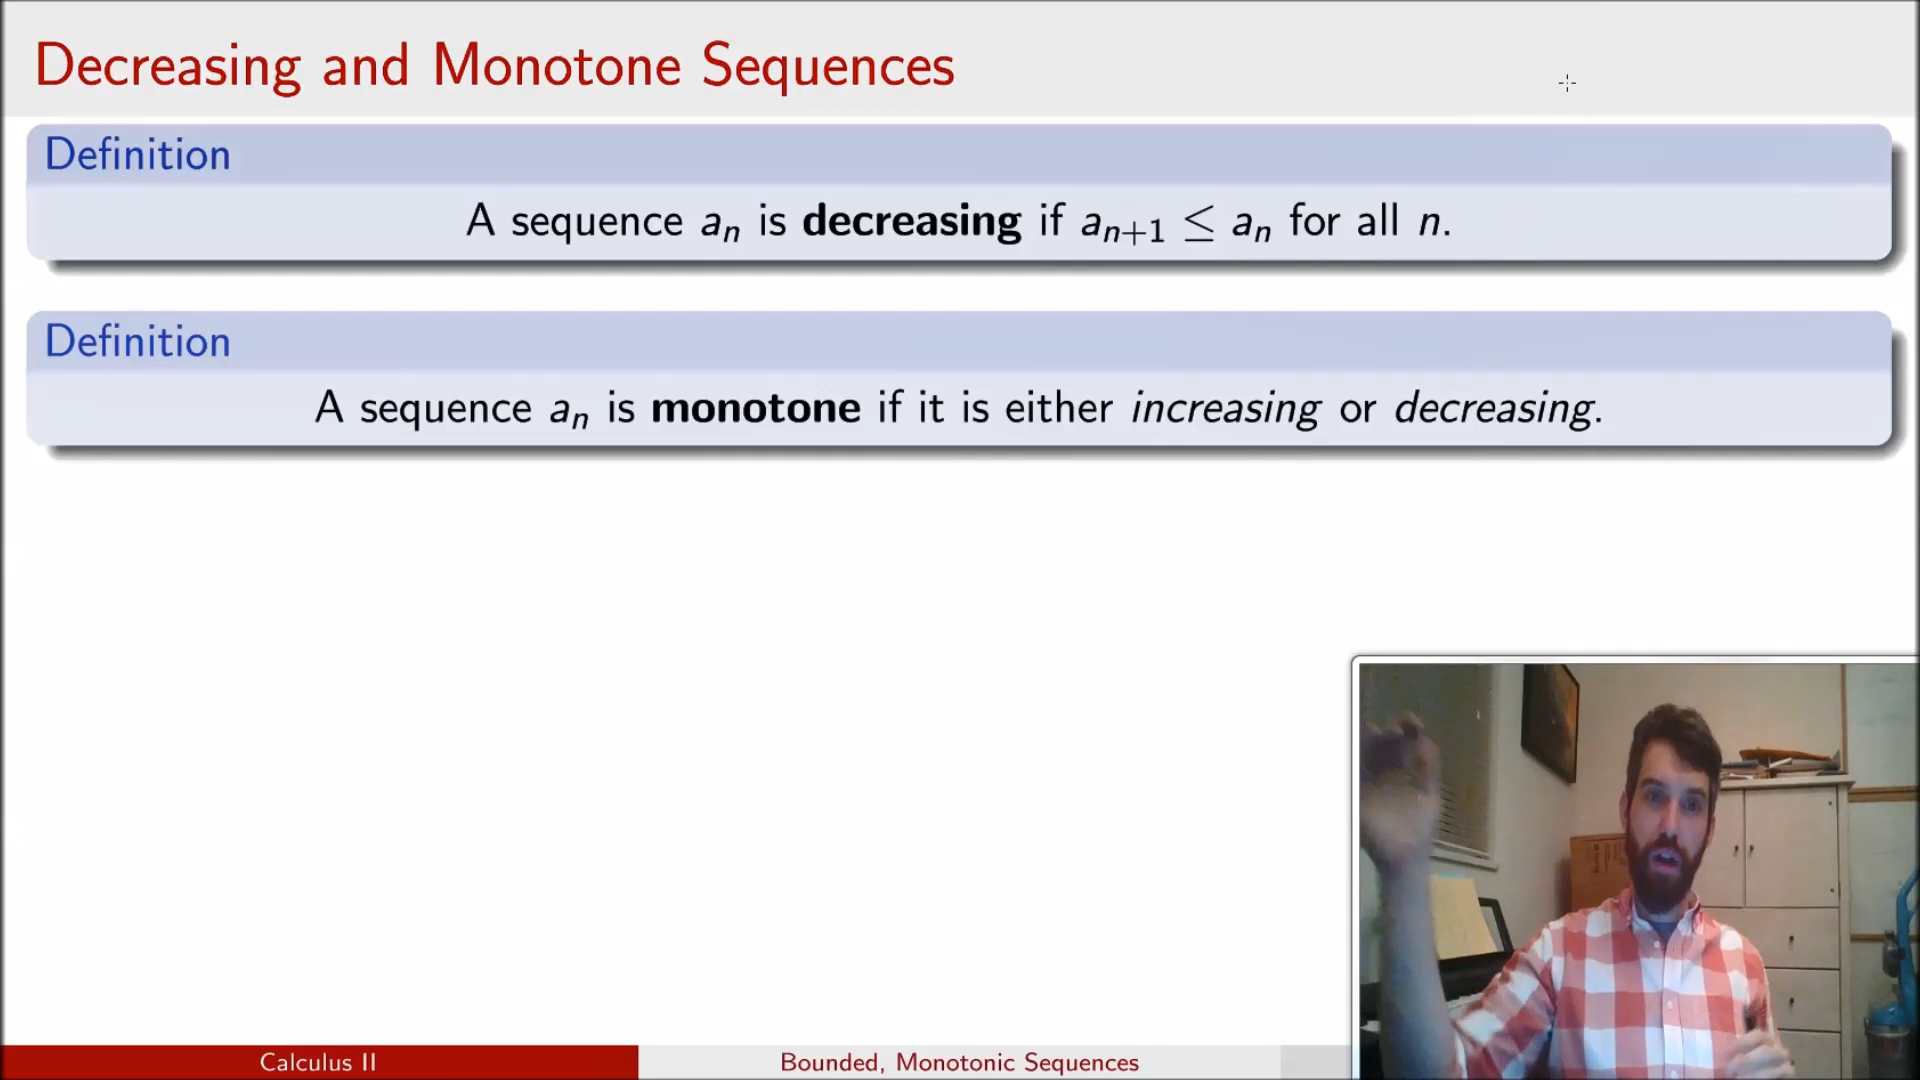 Decreasing and Monotone Sequences
Definition
A sequence aₙ is decreasing if aₙ₊₁ ≤ aₙ for all n.
Definition
A sequence aₙ is monotone if it is either increasing or decreasing.
Calculus II
Bounded, Monotonic Sequences